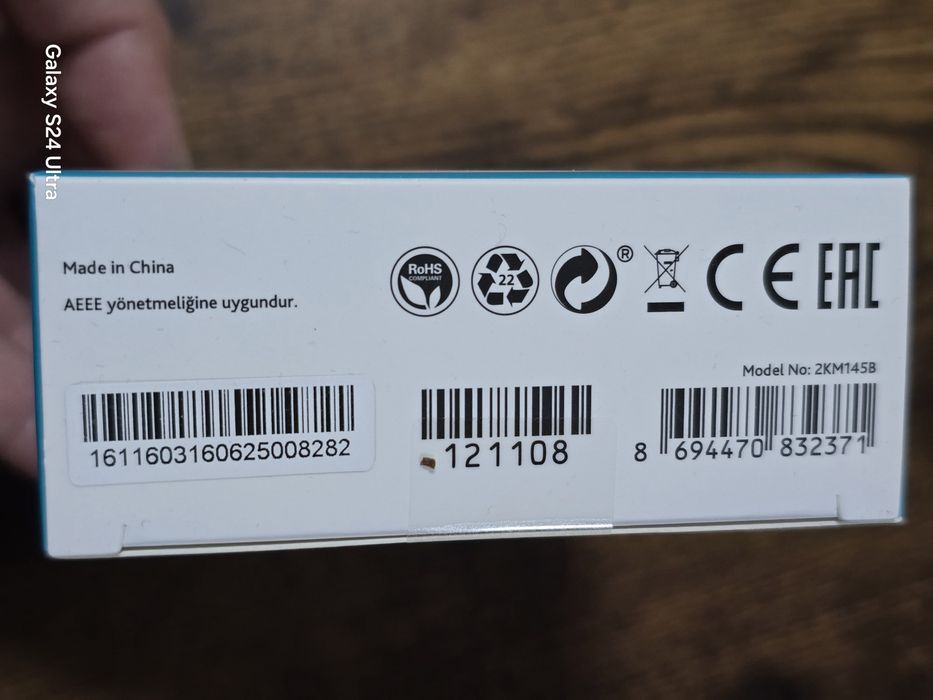 Galaxy S24 Ultra
Made in China
AEEE yönetmeliğine uygundur.
RoHS
COMPLIANT
22
®
CE
EAC
Model No: 2KM145B
1611603160625008282
121108
8 694470 832371